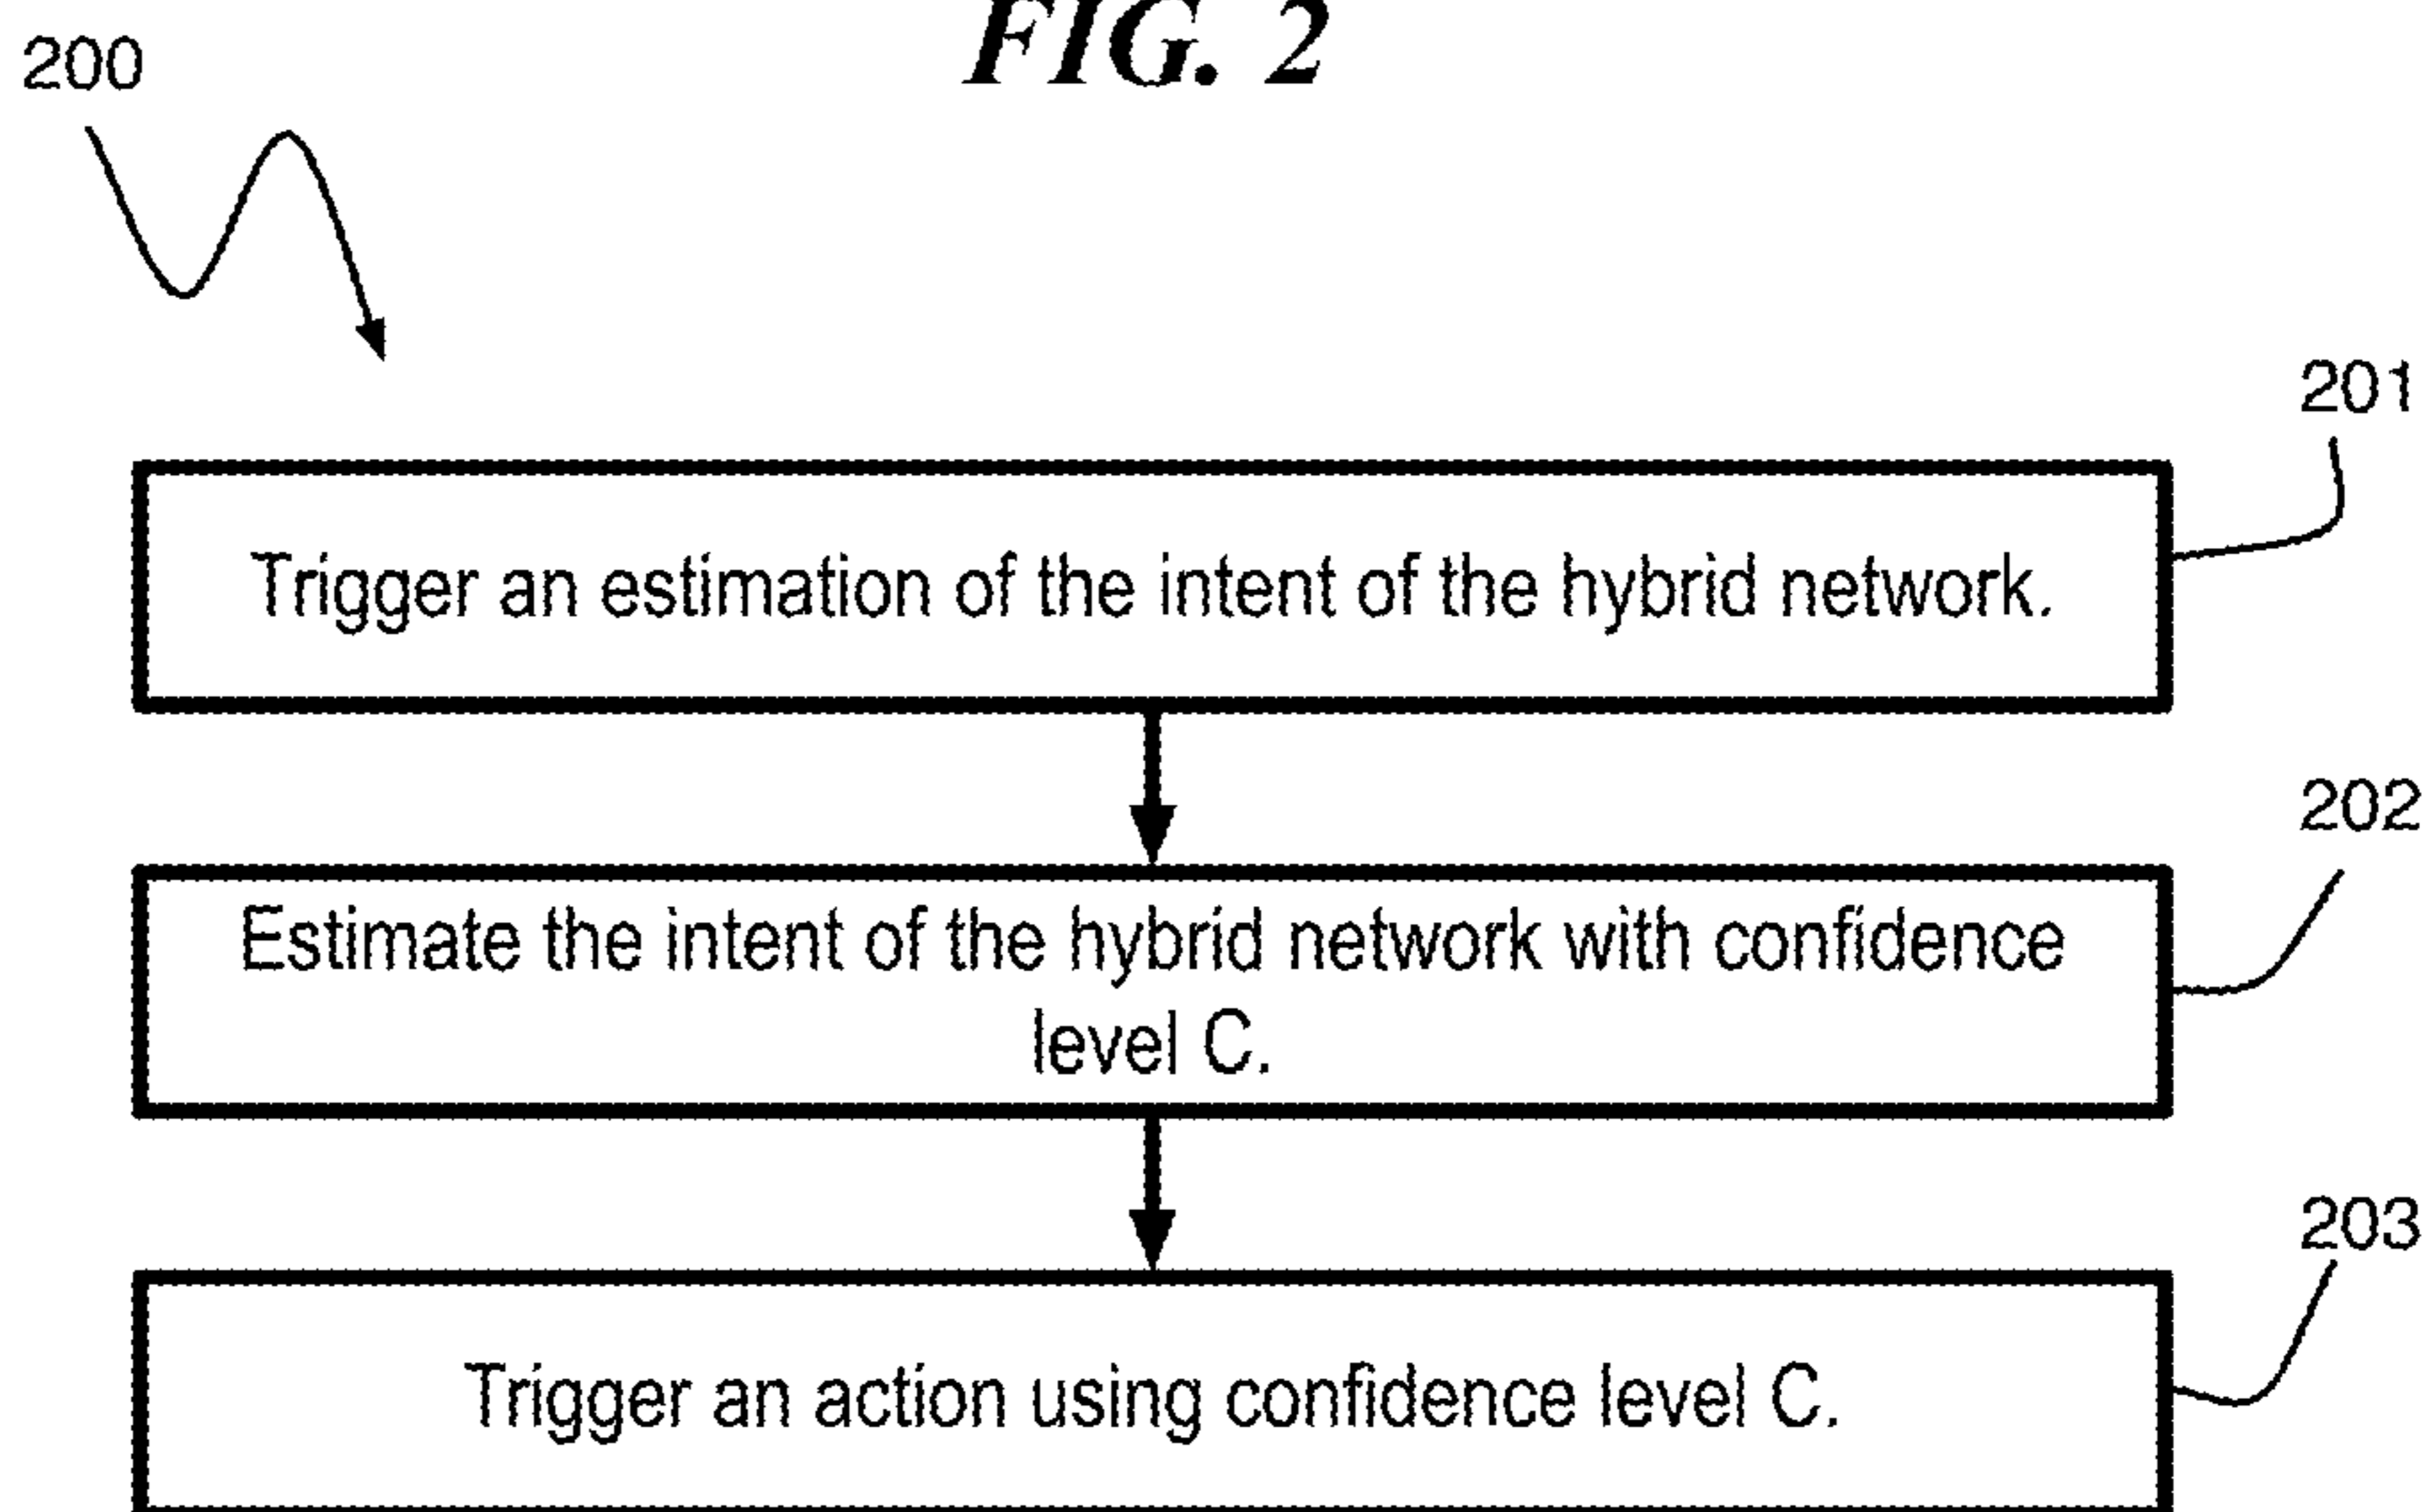 FIG. 2
200
201
Trigger an estimation of the intent of the hybrid network.
202
Estimate the intent of the hybrid network with confidence
level C.
203
Trigger an action using confidence level C.